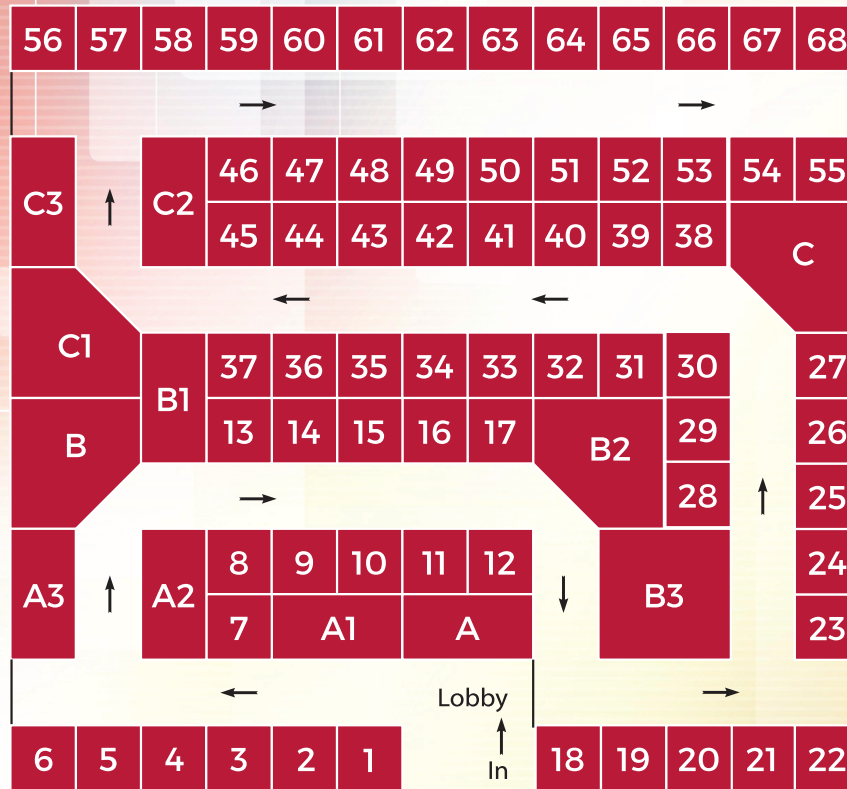 56 57 58 59 60 61 62 63 64 65 66 67 68
46 47 48 49 50 51 52 53 54 55
C3 C2
45 44 43 42 41 40 39 38 C
C1
37 36 35 34 33 32 31 30 27
B1
13 14 15 16 17 29 26
B B2
28 25
8 9 10 11 12 24
A3 A2 B3
7 A1 A 23
Lobby
6 5 4 3 2 1 18 19 20 21 22
In